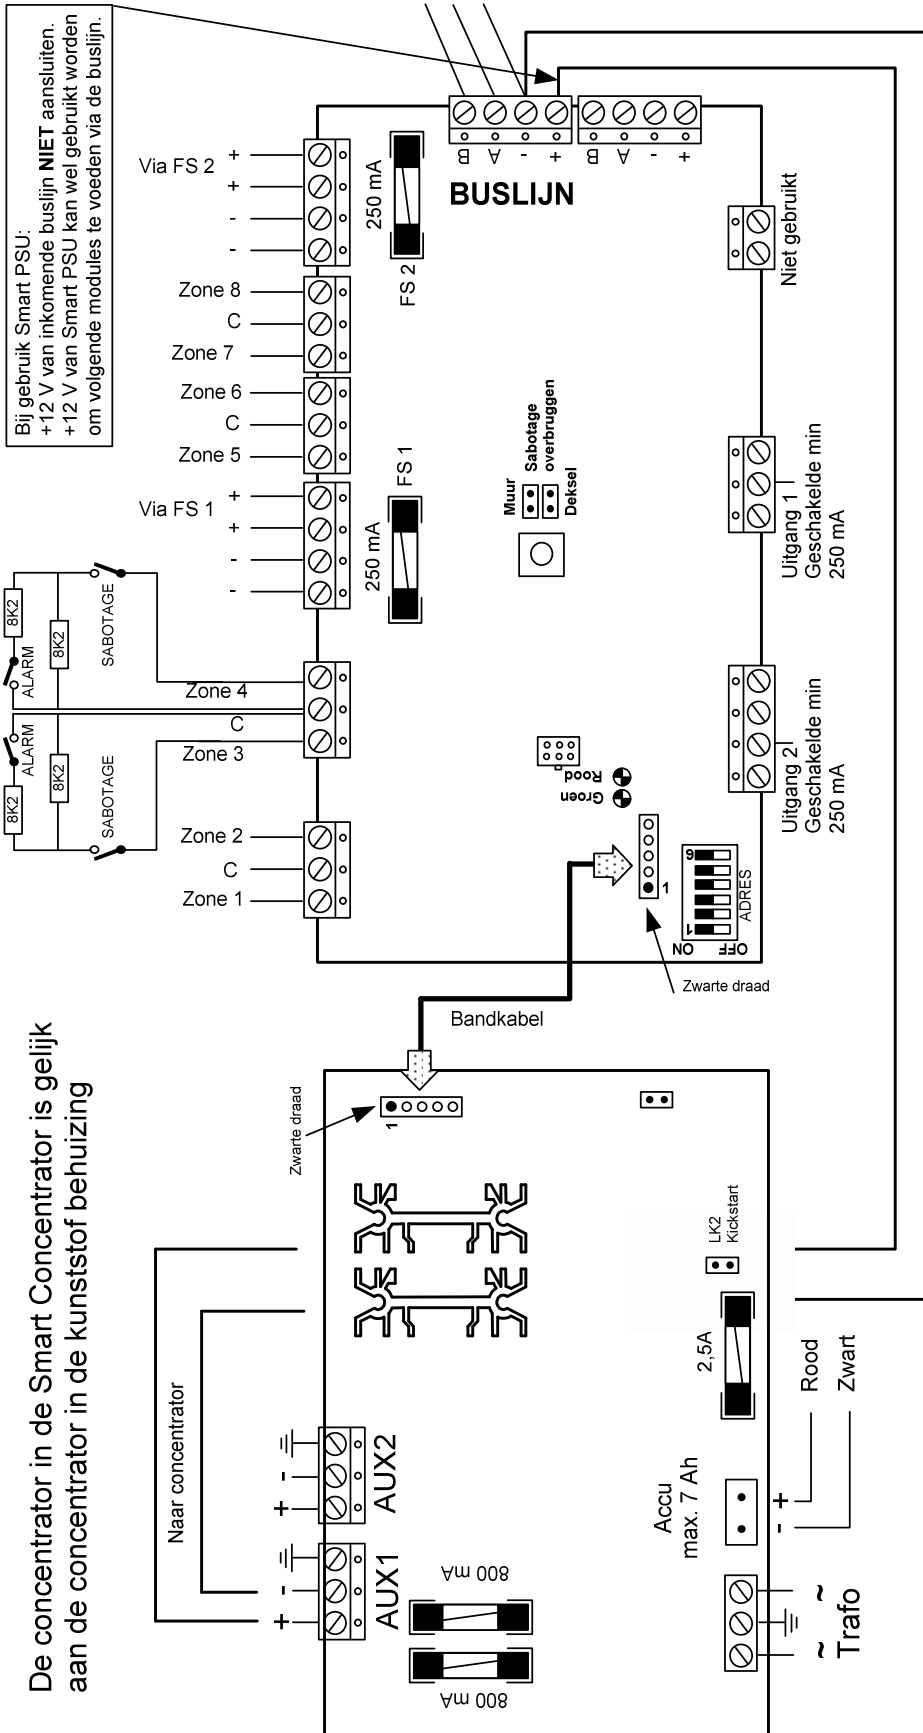 Bij gebruik Smart PSU:
+12 V van inkomende buslijn NIET aansluiten.
+12 V van Smart PSU kan wel gebruikt worden
om volgende modules te voeden via de buslijn.
B A - +
B A - +
BUSLIJN
Via FS 2
+
+
-
-
250 mA
FS 2
Zone 8
C
Zone 7
Zone 6
C
Zone 5
Via FS 1
+
+
-
-
250 mA
FS 1
Niet gebruikt
Muur
Sabotage
overbruggen
Deksel
Uitgang 1
Geschakelde min
250 mA
8K2
8K2
ALARM
SABOTAGE
Zone 4
C
Zone 3
ALARM
8K2
8K2
SABOTAGE
Rood
Groen
Uitgang 2
Geschakelde min
250 mA
Zone 2
C
Zone 1
1
6
1
ON
OFF
ADRES
Zwarte draad
Bandkabel
De concentrator in de Smart Concentrator is gelijk
aan de concentrator in de kunststof behuizing
Zwarte draad
1
LK2
Kickstart
Naar concentrator
2,5A
Rood
Zwart
- +
AUX2
- +
AUX1
800 mA
800 mA
Accu
max. 7 Ah
+
-
~ ~
Trafo